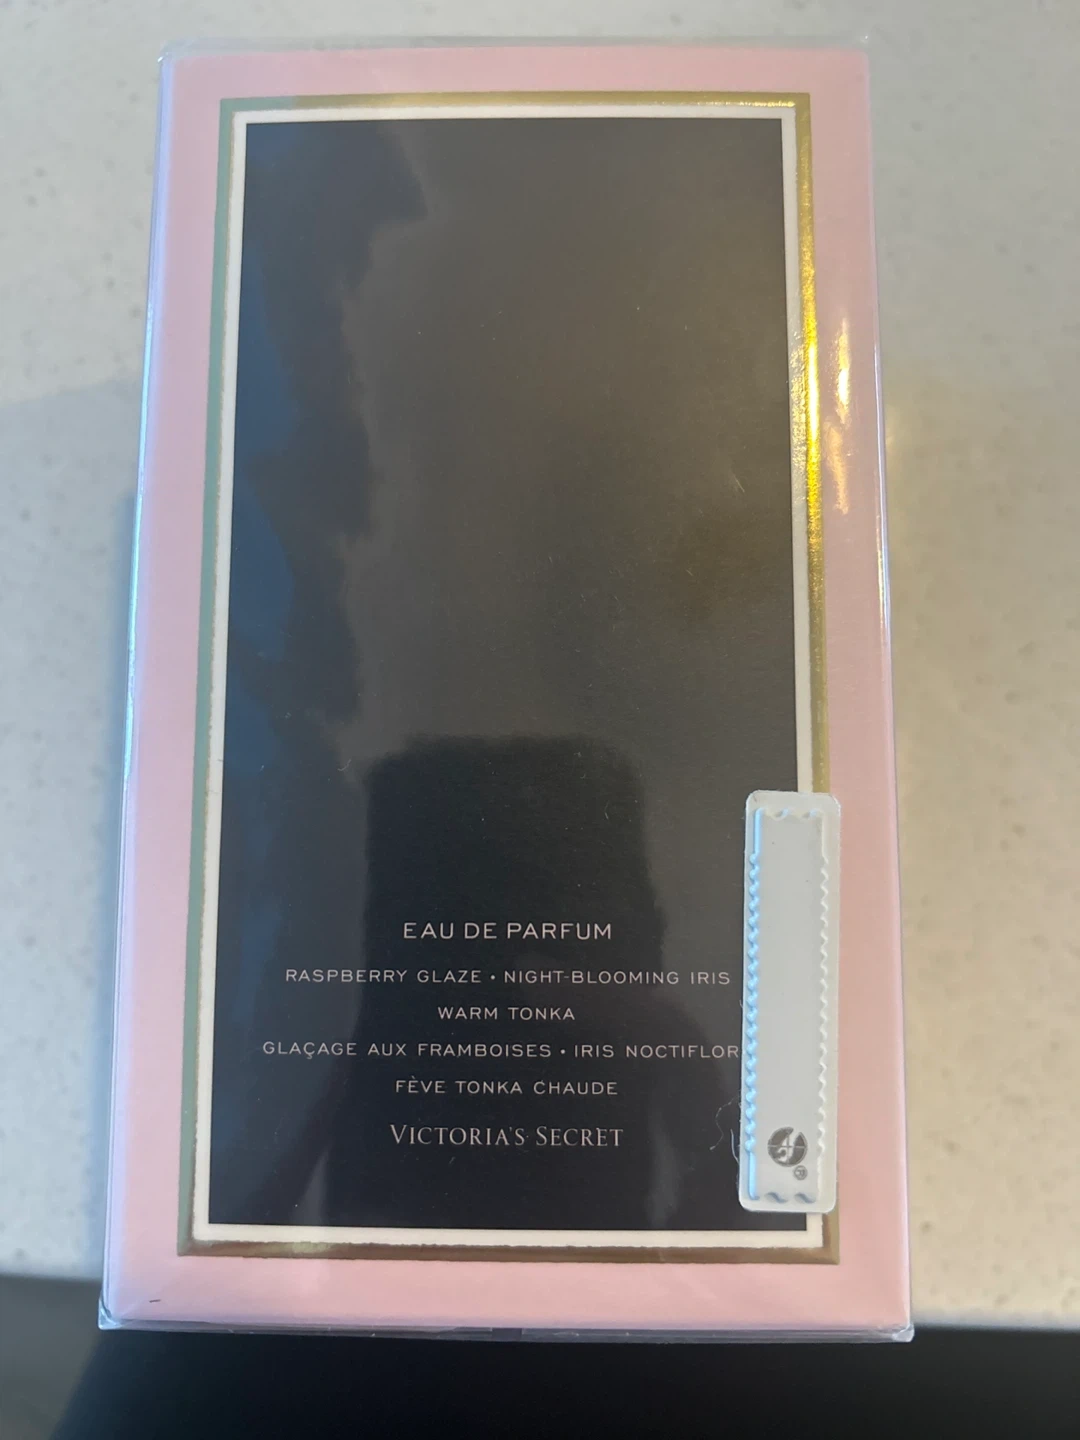 EAU DE PARFUM
RASPBERRY GLAZE • NIGHT-BLOOMING IRIS
WARM TONKA
GLAÇAGE AUX FRAMBOISES • IRIS NOCTIFLOR
FÈVE TONKA CHAUDE
VICTORIA'S SECRET
®